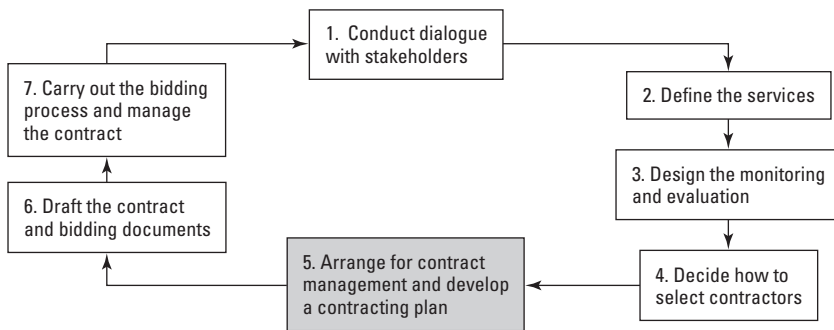 1. Conduct dialogue
with stakeholders
2. Define the services
3. Design the monitoring
and evaluation
4. Decide how to
select contractors
5. Arrange for contract
management and develop
a contracting plan
6. Draft the contract
and bidding documents
7. Carry out the bidding
process and manage
the contract